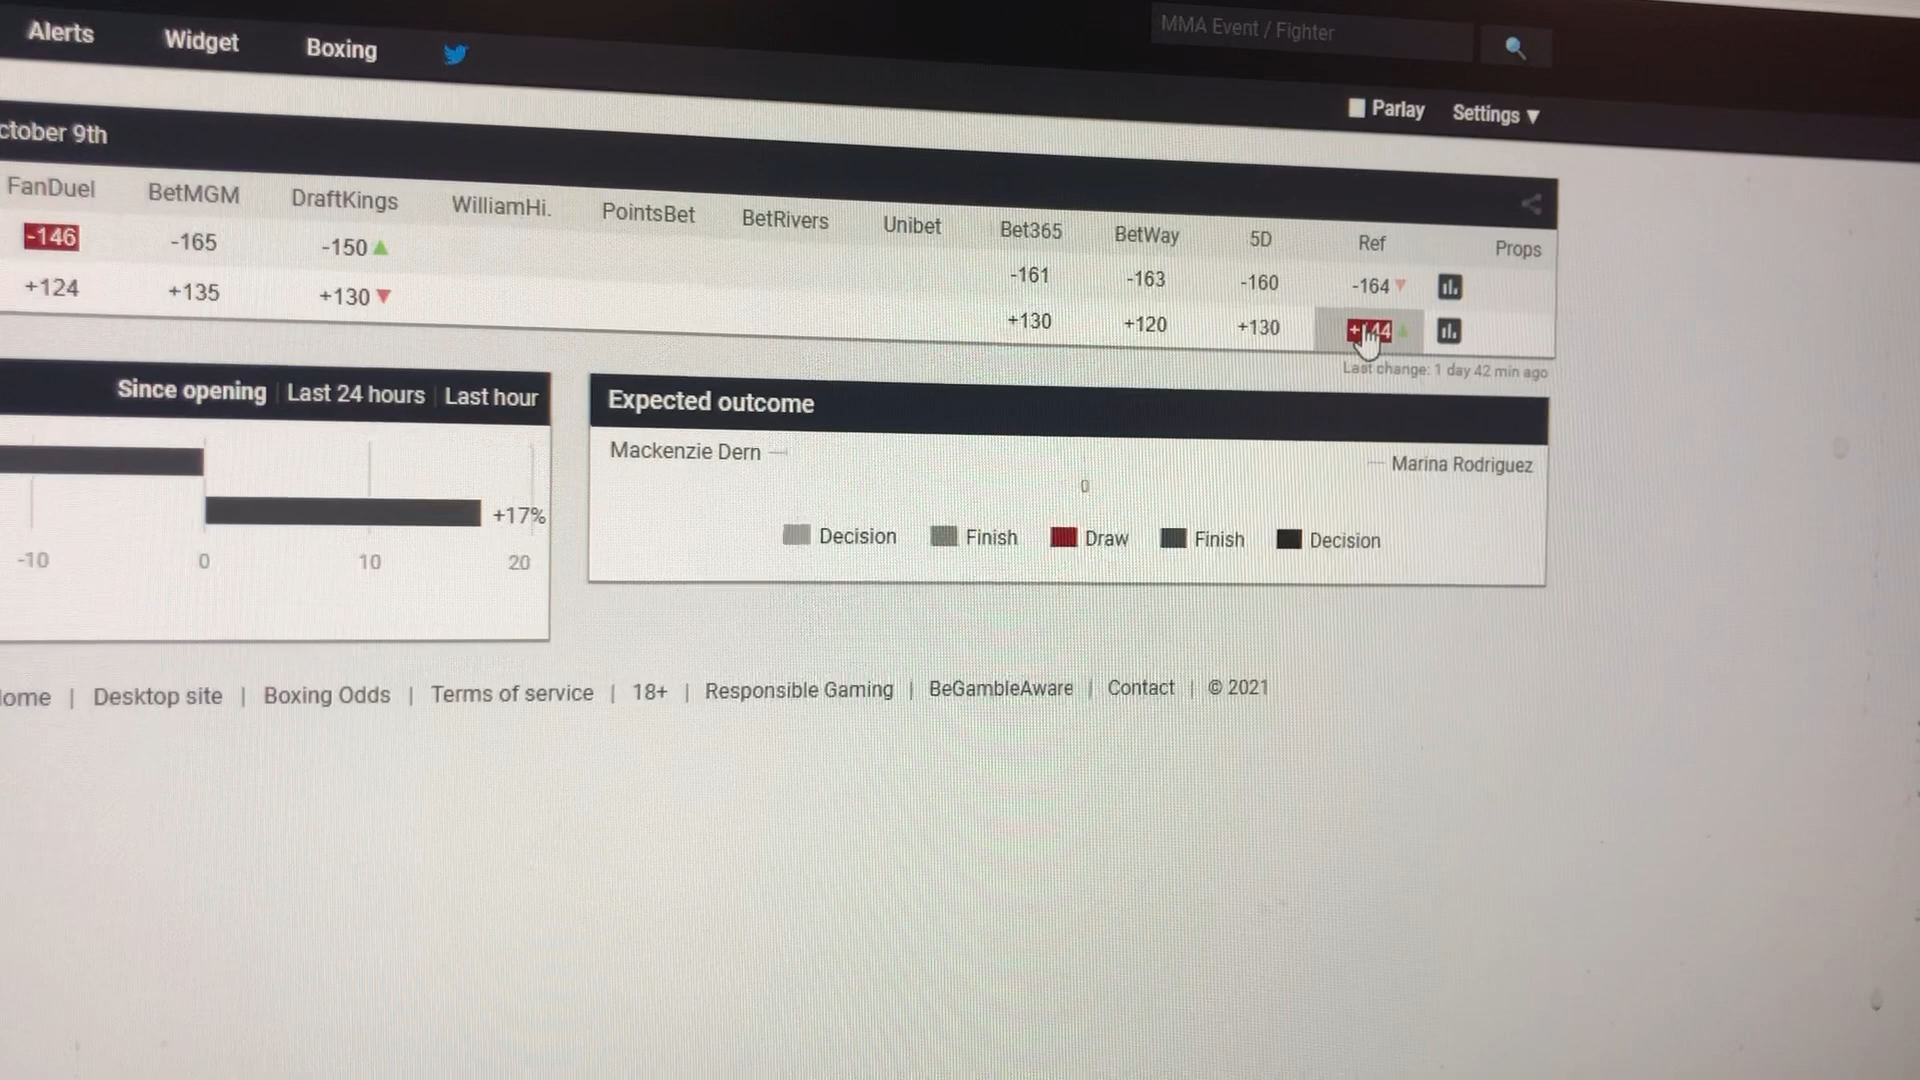 Alerts Widget Boxing MMA Event / Fighter
Parlay Settings ▼
ctober 9th
FanDuel BetMGM DraftKings WilliamHi. PointsBet BetRivers Unibet Bet365 BetWay 5D Ref Props
-146 -165 -150 ▲ -161 -163 -160 -164 ▼
+124 +135 +130 ▼ +130 +120 +130
Last change: 1 day 42 min ago
Since opening | Last 24 hours | Last hour
+17%
-10 0 10 20
Expected outcome
Mackenzie Dern Marina Rodriguez
0
Decision Finish Draw Finish Decision
ome | Desktop site | Boxing Odds | Terms of service | 18+ | Responsible Gaming | BeGambleAware | Contact | © 2021